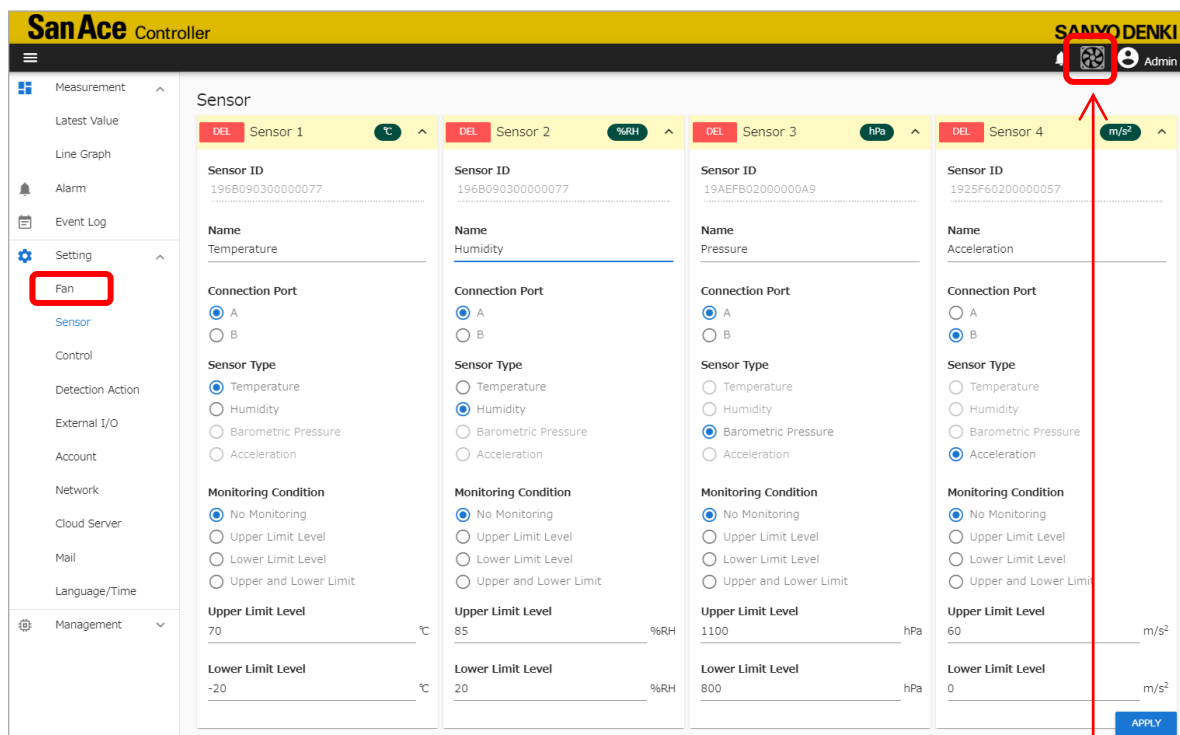 San Ace Controller
SANYO DENKI
Admin
Measurement
Latest Value
Line Graph
Alarm
Event Log
Setting
Fan
Sensor
Control
Detection Action
External I/O
Account
Network
Cloud Server
Mail
Language/Time
Management
Sensor
DEL Sensor 1 ℃
Sensor ID
196B090300000077
Name
Temperature
Connection Port
A
B
Sensor Type
Temperature
Humidity
Barometric Pressure
Acceleration
Monitoring Condition
No Monitoring
Upper Limit Level
Lower Limit Level
Upper and Lower Limit
Upper Limit Level
70 ℃
Lower Limit Level
-20 ℃
DEL Sensor 2 %RH
Sensor ID
196B090300000077
Name
Humidity
Connection Port
A
B
Sensor Type
Temperature
Humidity
Barometric Pressure
Acceleration
Monitoring Condition
No Monitoring
Upper Limit Level
Lower Limit Level
Upper and Lower Limit
Upper Limit Level
85 %RH
Lower Limit Level
20 %RH
DEL Sensor 3 hPa
Sensor ID
19AEFB02000000A9
Name
Pressure
Connection Port
A
B
Sensor Type
Temperature
Humidity
Barometric Pressure
Acceleration
Monitoring Condition
No Monitoring
Upper Limit Level
Lower Limit Level
Upper and Lower Limit
Upper Limit Level
1100 hPa
Lower Limit Level
800 hPa
DEL Sensor 4 m/s²
Sensor ID
1925F60200000057
Name
Acceleration
Connection Port
A
B
Sensor Type
Temperature
Humidity
Barometric Pressure
Acceleration
Monitoring Condition
No Monitoring
Upper Limit Level
Lower Limit Level
Upper and Lower Limit
Upper Limit Level
60 m/s²
Lower Limit Level
0 m/s²
APPLY